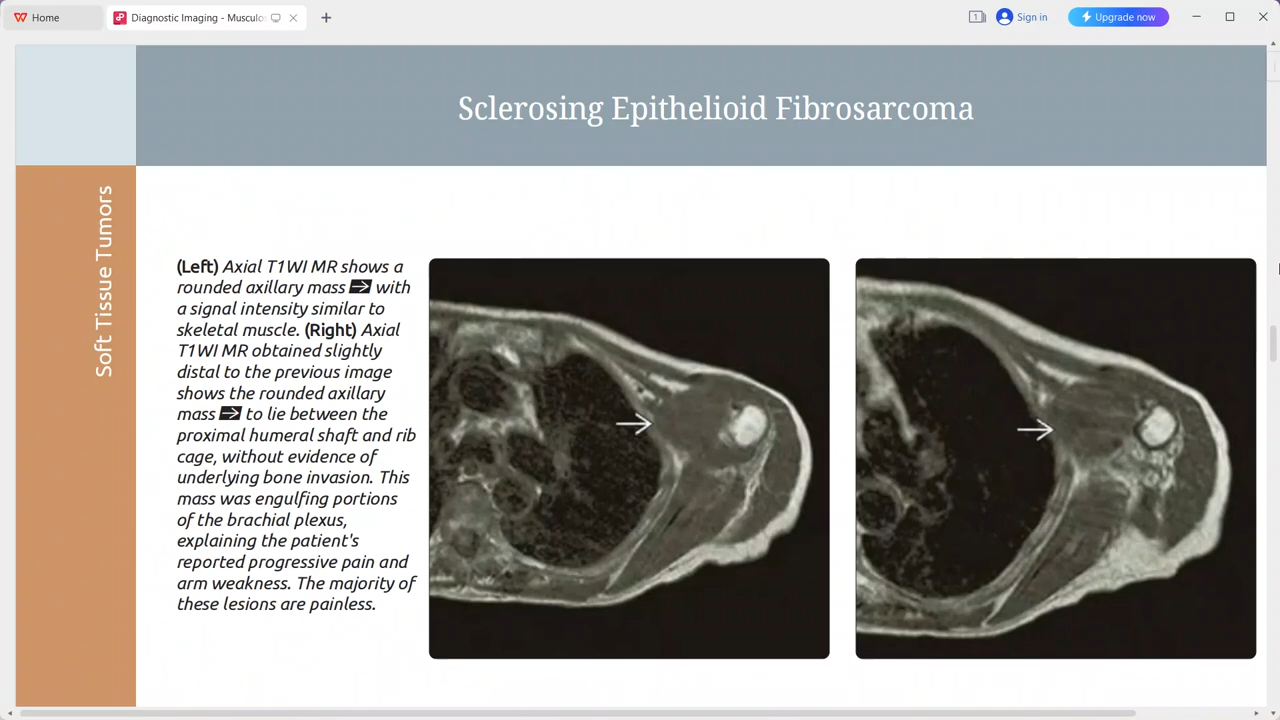 Home
Diagnostic Imaging - Musculos
1
Sign in
Upgrade now
Sclerosing Epithelioid Fibrosarcoma
Soft Tissue Tumors
(Left) Axial T1WI MR shows a
rounded axillary mass with
a signal intensity similar to
skeletal muscle. (Right) Axial
T1WI MR obtained slightly
distal to the previous image
shows the rounded axillary
mass to lie between the
proximal humeral shaft and rib
cage, without evidence of
underlying bone invasion. This
mass was engulfing portions
of the brachial plexus,
explaining the patient's
reported progressive pain and
arm weakness. The majority of
these lesions are painless.